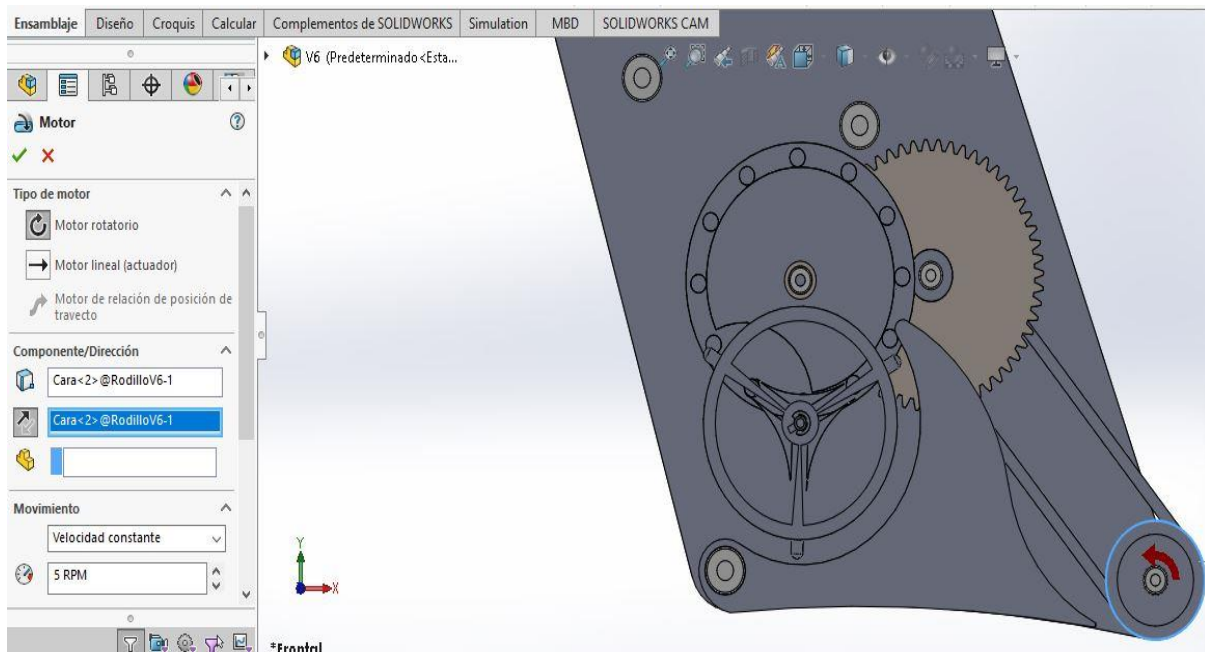 Ensamblaje Diseño Croquis Calcular Complementos de SOLIDWORKS Simulation MBD SOLIDWORKS CAM
V6 (Predeterminado<Esta...
Motor
Tipo de motor
Motor rotatorio
Motor lineal (actuador)
Motor de relación de posición de
travecto
Componente/Dirección
Cara<2>@RodilloV6-1
Cara<2>@RodilloV6-1
Movimiento
Velocidad constante
5 RPM
Y
X
*Frontal